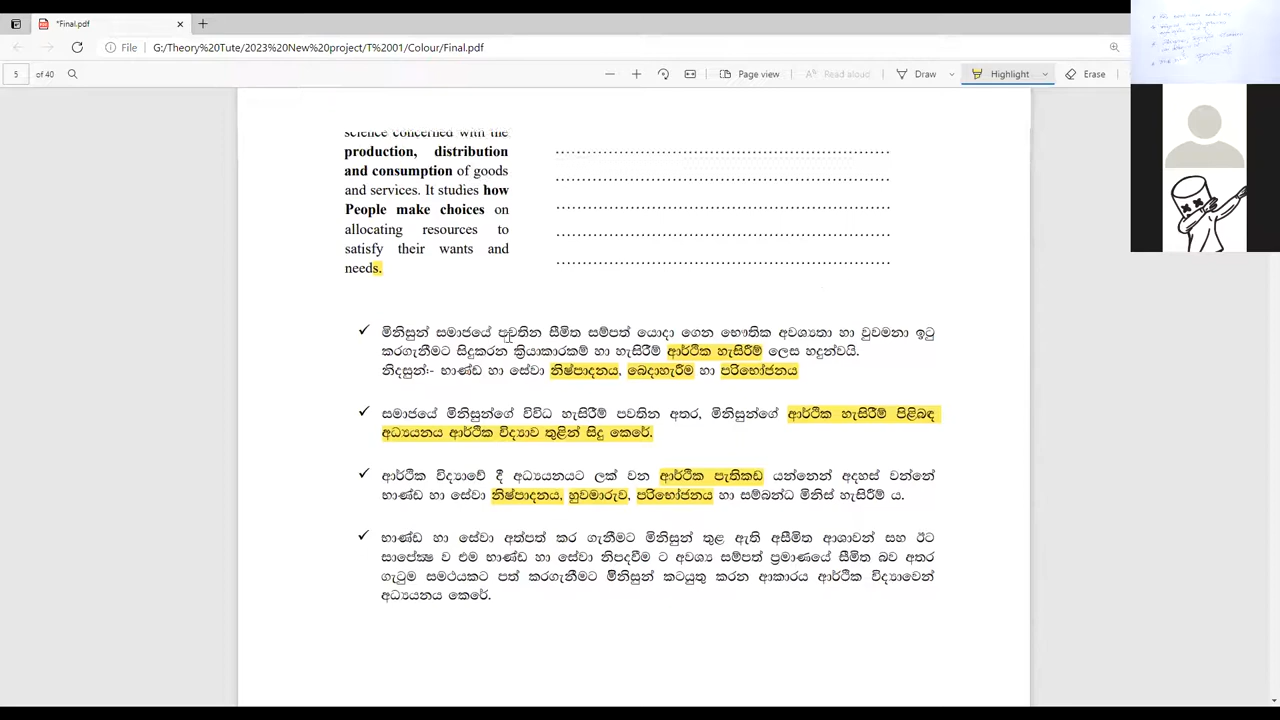 *Final.pdf
File
G:/Theory%20Tute/2023%20New%20project/T%2001/Colour/Final.pdf
5 of 40
Page view
Read aloud
Draw
Highlight
Erase
science concerned with the
production, distribution
and consumption of goods
and services. It studies how
People make choices on
allocating resources to
satisfy their wants and
needs.
මිනිසුන් සමාජයේ පවතින සීමිත සම්පත් යොදා ගෙන භෞතික අවශ්‍යතා හා වුවමනා ඉටු
කරගැනීමට සිදුකරන ක්‍රියාකාරකම් හා හැසිරීම් ආර්ථික හැසිරීම් ලෙස හදුන්වයි.
නිදසුන්:- භාණ්ඩ හා සේවා නිෂ්පාදනය, බෙදාහැරීම හා පරිභෝජනය
සමාජයේ මිනිසුන්ගේ විවිධ හැසිරීම් පවතින අතර, මිනිසුන්ගේ ආර්ථික හැසිරීම් පිළිබඳ
අධ්‍යයනය ආර්ථික විද්‍යාව තුළින් සිදු කෙරේ.
ආර්ථික විද්‍යාවේ දී අධ්‍යයනයට ලක් වන ආර්ථික පැතිකඩ යන්නෙන් අදහස් වන්නේ
භාණ්ඩ හා සේවා නිෂ්පාදනය, හුවමාරුව, පරිභෝජනය හා සම්බන්ධ මිනිස් හැසිරීම් ය.
භාණ්ඩ හා සේවා අත්පත් කර ගැනීමට මිනිසුන් තුළ ඇති අසීමිත ආශාවන් සහ ඊට
සාපේක්‍ෂ ව එම භාණ්ඩ හා සේවා නිපදවීම ට අවශ්‍ය සම්පත් ප්‍රමාණයේ සීමිත බව අතර
ගැටුම සමථයකට පත් කරගැනීමට මිනිසුන් කටයුතු කරන ආකාරය ආර්ථික විද්‍යාවෙන්
අධ්‍යයනය කෙරේ.